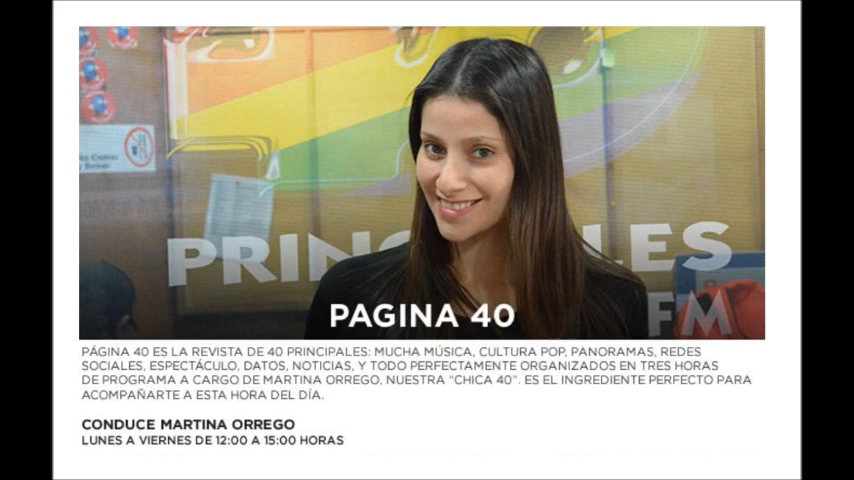 PRINCIPALES
FM
PAGINA 40
PÁGINA 40 ES LA REVISTA DE 40 PRINCIPALES: MUCHA MÚSICA, CULTURA POP, PANORAMAS, REDES
SOCIALES, ESPECTÁCULO, DATOS, NOTICIAS, Y TODO PERFECTAMENTE ORGANIZADOS EN TRES HORAS
DE PROGRAMA A CARGO DE MARTINA ORREGO, NUESTRA "CHICA 40". ES EL INGREDIENTE PERFECTO PARA
ACOMPAÑARTE A ESTA HORA DEL DÍA.
CONDUCE MARTINA ORREGO
LUNES A VIERNES DE 12:00 A 15:00 HORAS